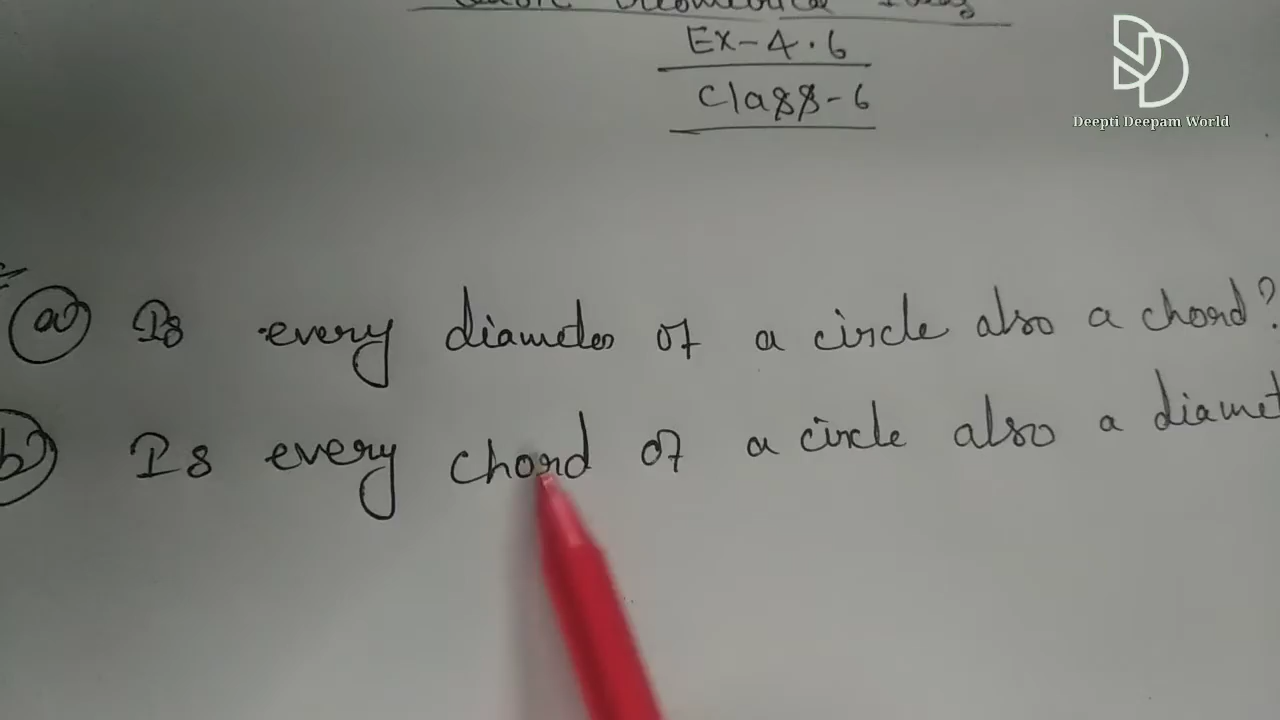 Ex-4.6
Class-6
Deepti Deepam World
(a) Is every diameter of a circle also a chord?
(b) Is every chord of a circle also a diamet